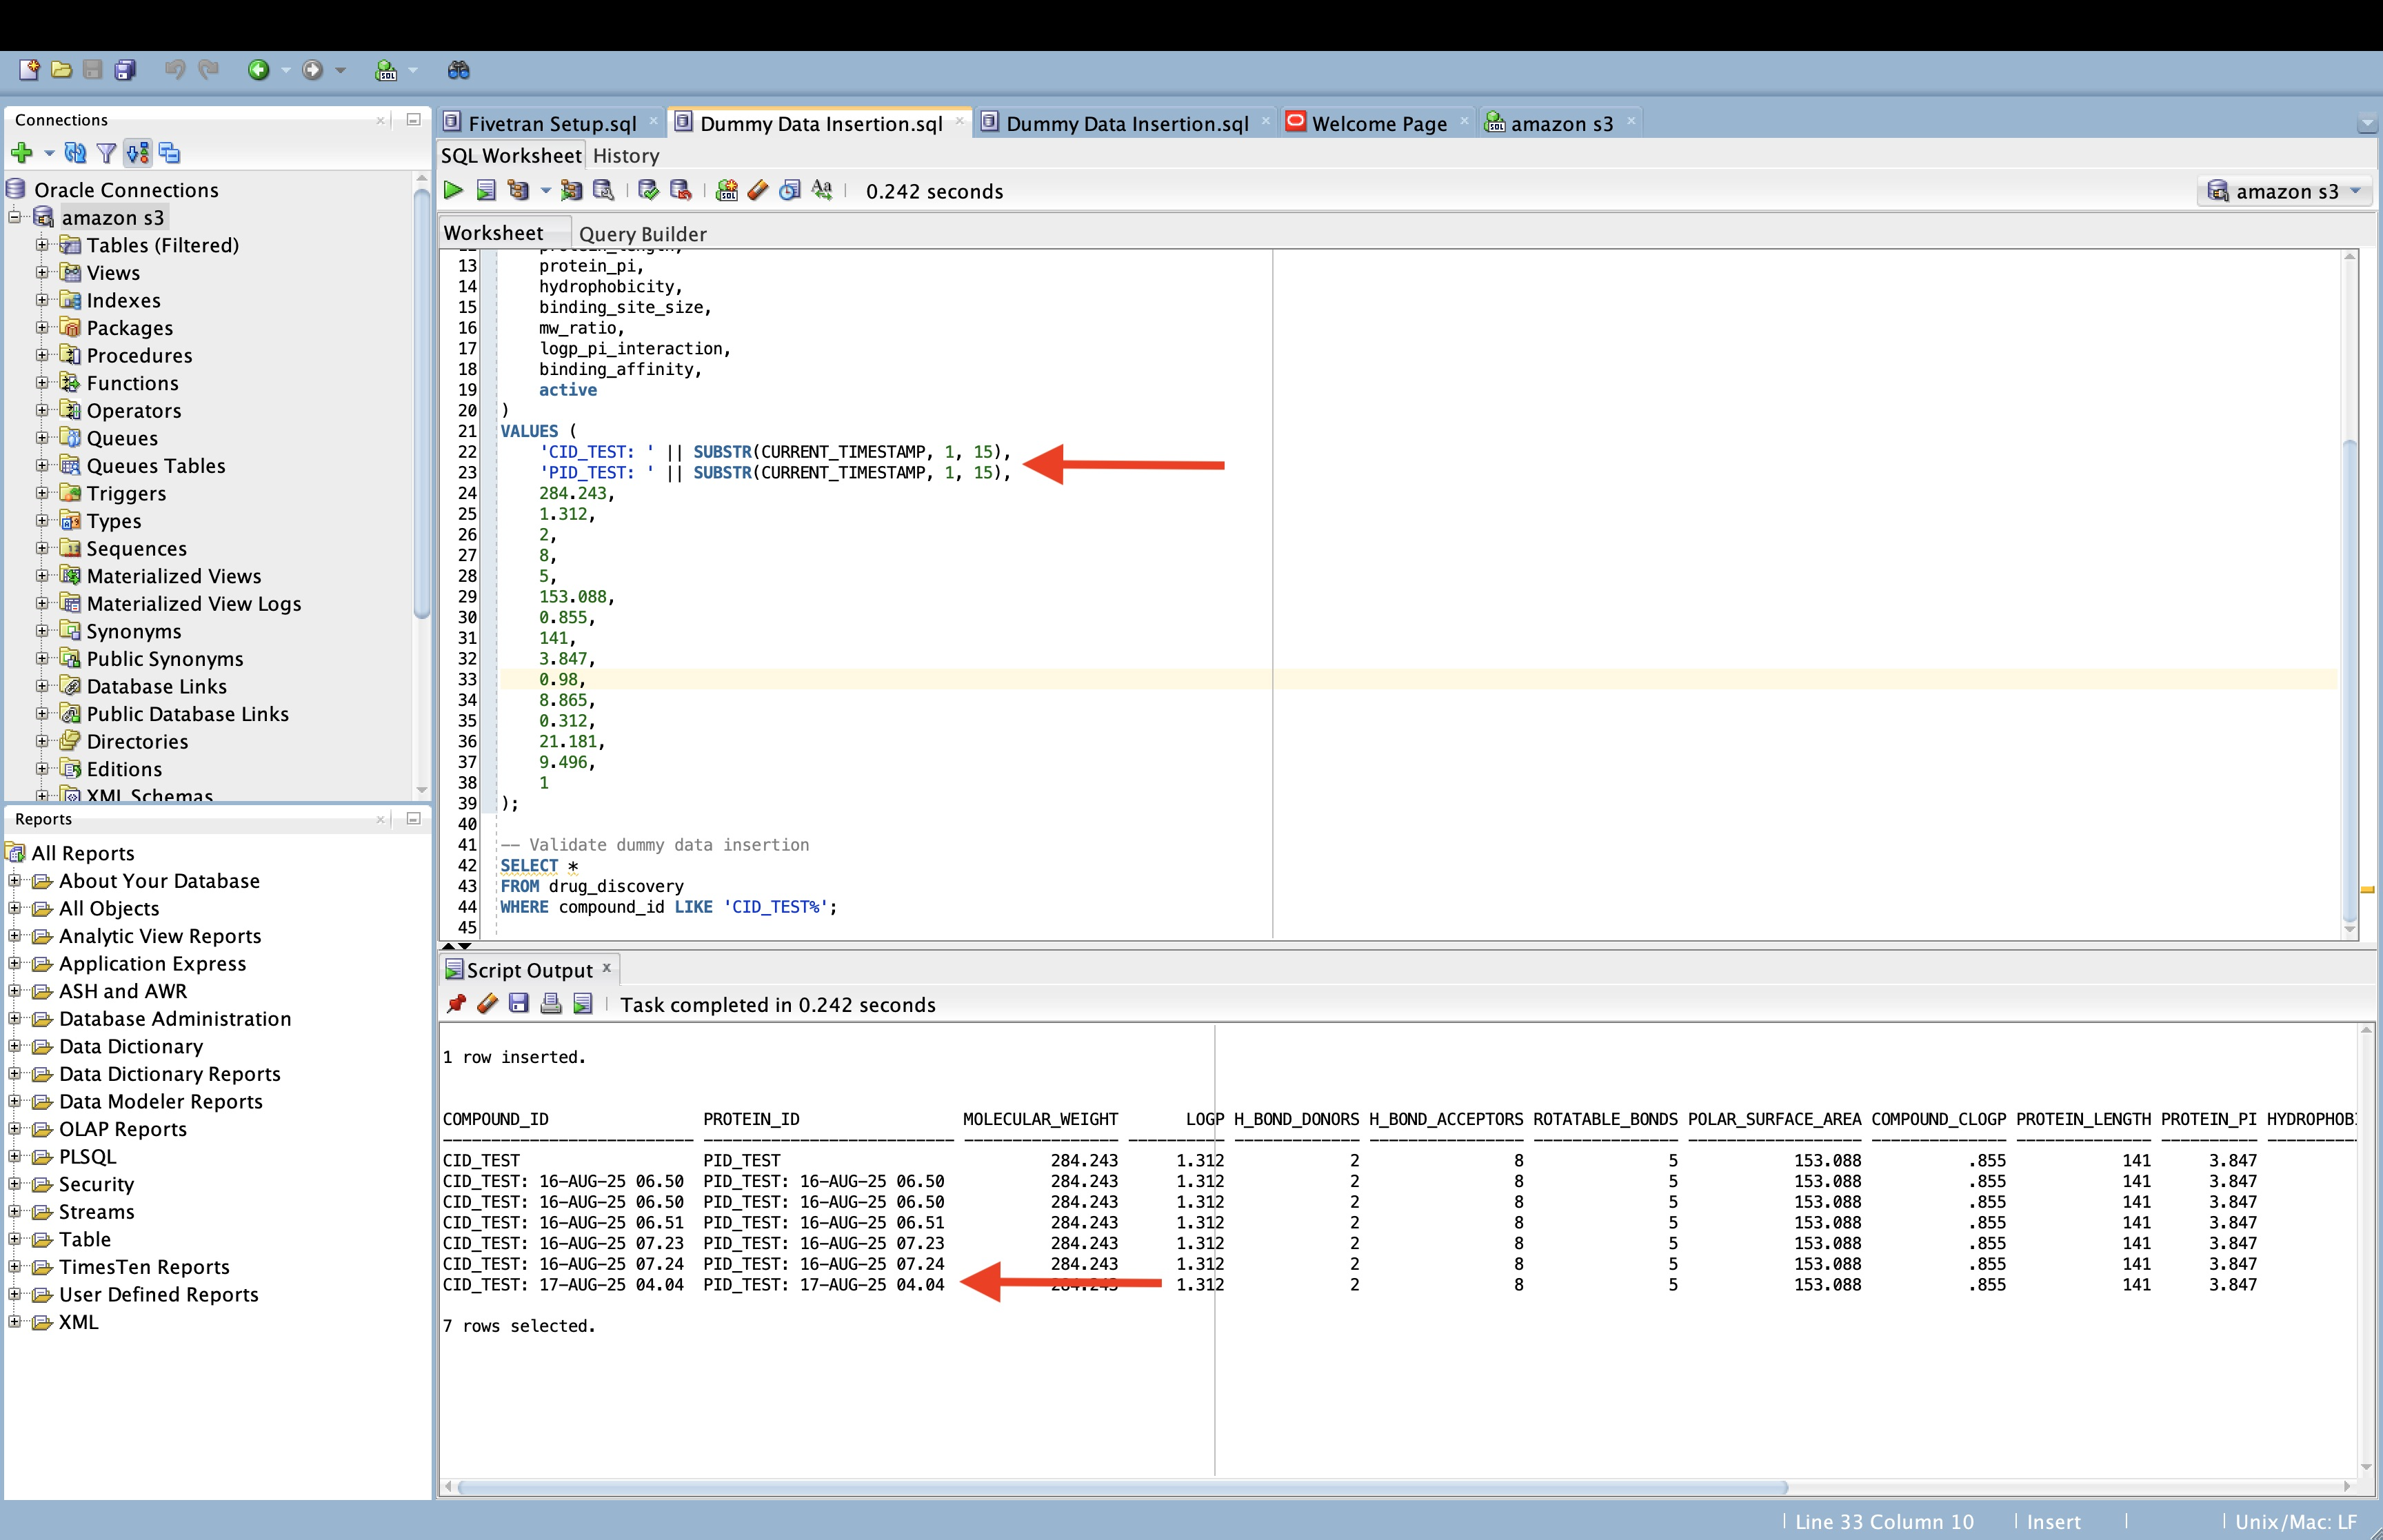 Connections
Oracle Connections
amazon s3
Tables (Filtered)
Views
Indexes
Packages
Procedures
Functions
Operators
Queues
Queues Tables
Triggers
Types
Sequences
Materialized Views
Materialized View Logs
Synonyms
Public Synonyms
Database Links
Public Database Links
Directories
Editions
XML Schemas
Reports
All Reports
About Your Database
All Objects
Analytic View Reports
Application Express
ASH and AWR
Database Administration
Data Dictionary
Data Dictionary Reports
Data Modeler Reports
OLAP Reports
PLSQL
Security
Streams
Table
TimesTen Reports
User Defined Reports
XML
Fivetran Setup.sql Dummy Data Insertion.sql Dummy Data Insertion.sql Welcome Page amazon s3
SQL Worksheet History
0.242 seconds amazon s3
Worksheet Query Builder
12 protein_length,
13 protein_pi,
14 hydrophobicity,
15 binding_site_size,
16 mw_ratio,
17 logp_pi_interaction,
18 binding_affinity,
19 active
20 )
21 VALUES (
22 'CID_TEST: ' || SUBSTR(CURRENT_TIMESTAMP, 1, 15),
23 'PID_TEST: ' || SUBSTR(CURRENT_TIMESTAMP, 1, 15),
24 284.243,
25 1.312,
26 2,
27 8,
28 5,
29 153.088,
30 0.855,
31 141,
32 3.847,
33 0.98,
34 8.865,
35 0.312,
36 21.181,
37 9.496,
38 1
39 );
40
41 -- Validate dummy data insertion
42 SELECT *
43 FROM drug_discovery
44 WHERE compound_id LIKE 'CID_TEST%';
45
Script Output
Task completed in 0.242 seconds
1 row inserted.
COMPOUND_ID PROTEIN_ID MOLECULAR_WEIGHT LOGP H_BOND_DONORS H_BOND_ACCEPTORS ROTATABLE_BONDS POLAR_SURFACE_AREA COMPOUND_CLOGP PROTEIN_LENGTH PROTEIN_PI HYDROPHOB
CID_TEST PID_TEST 284.243 1.312 2 8 5 153.088 .855 141 3.847
CID_TEST: 16-AUG-25 06.50 PID_TEST: 16-AUG-25 06.50 284.243 1.312 2 8 5 153.088 .855 141 3.847
CID_TEST: 16-AUG-25 06.50 PID_TEST: 16-AUG-25 06.50 284.243 1.312 2 8 5 153.088 .855 141 3.847
CID_TEST: 16-AUG-25 06.51 PID_TEST: 16-AUG-25 06.51 284.243 1.312 2 8 5 153.088 .855 141 3.847
CID_TEST: 16-AUG-25 07.23 PID_TEST: 16-AUG-25 07.23 284.243 1.312 2 8 5 153.088 .855 141 3.847
CID_TEST: 16-AUG-25 07.24 PID_TEST: 16-AUG-25 07.24 284.243 1.312 2 8 5 153.088 .855 141 3.847
CID_TEST: 17-AUG-25 04.04 PID_TEST: 17-AUG-25 04.04 284.243 1.312 2 8 5 153.088 .855 141 3.847
7 rows selected.
Line 33 Column 10 Insert Unix/Mac: LF